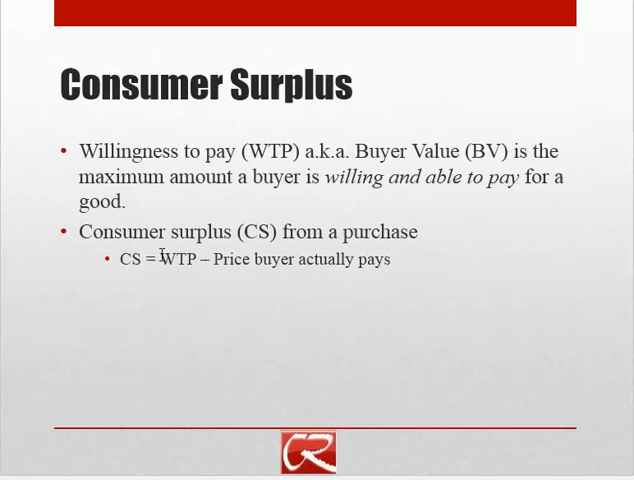 Consumer Surplus
• Willingness to pay (WTP) a.k.a. Buyer Value (BV) is the
maximum amount a buyer is willing and able to pay for a
good.
• Consumer surplus (CS) from a purchase
• CS = WTP – Price buyer actually pays
CR